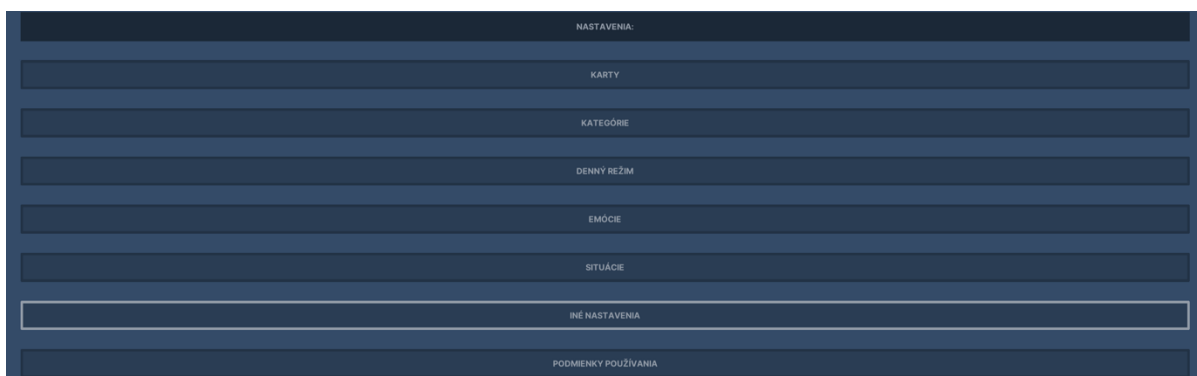 NASTAVENIA:
KARTY
KATEGÓRIE
DENNÝ REŽIM
EMÓCIE
SITUÁCIE
INÉ NASTAVENIA
PODMIENKY POUŽÍVANIA